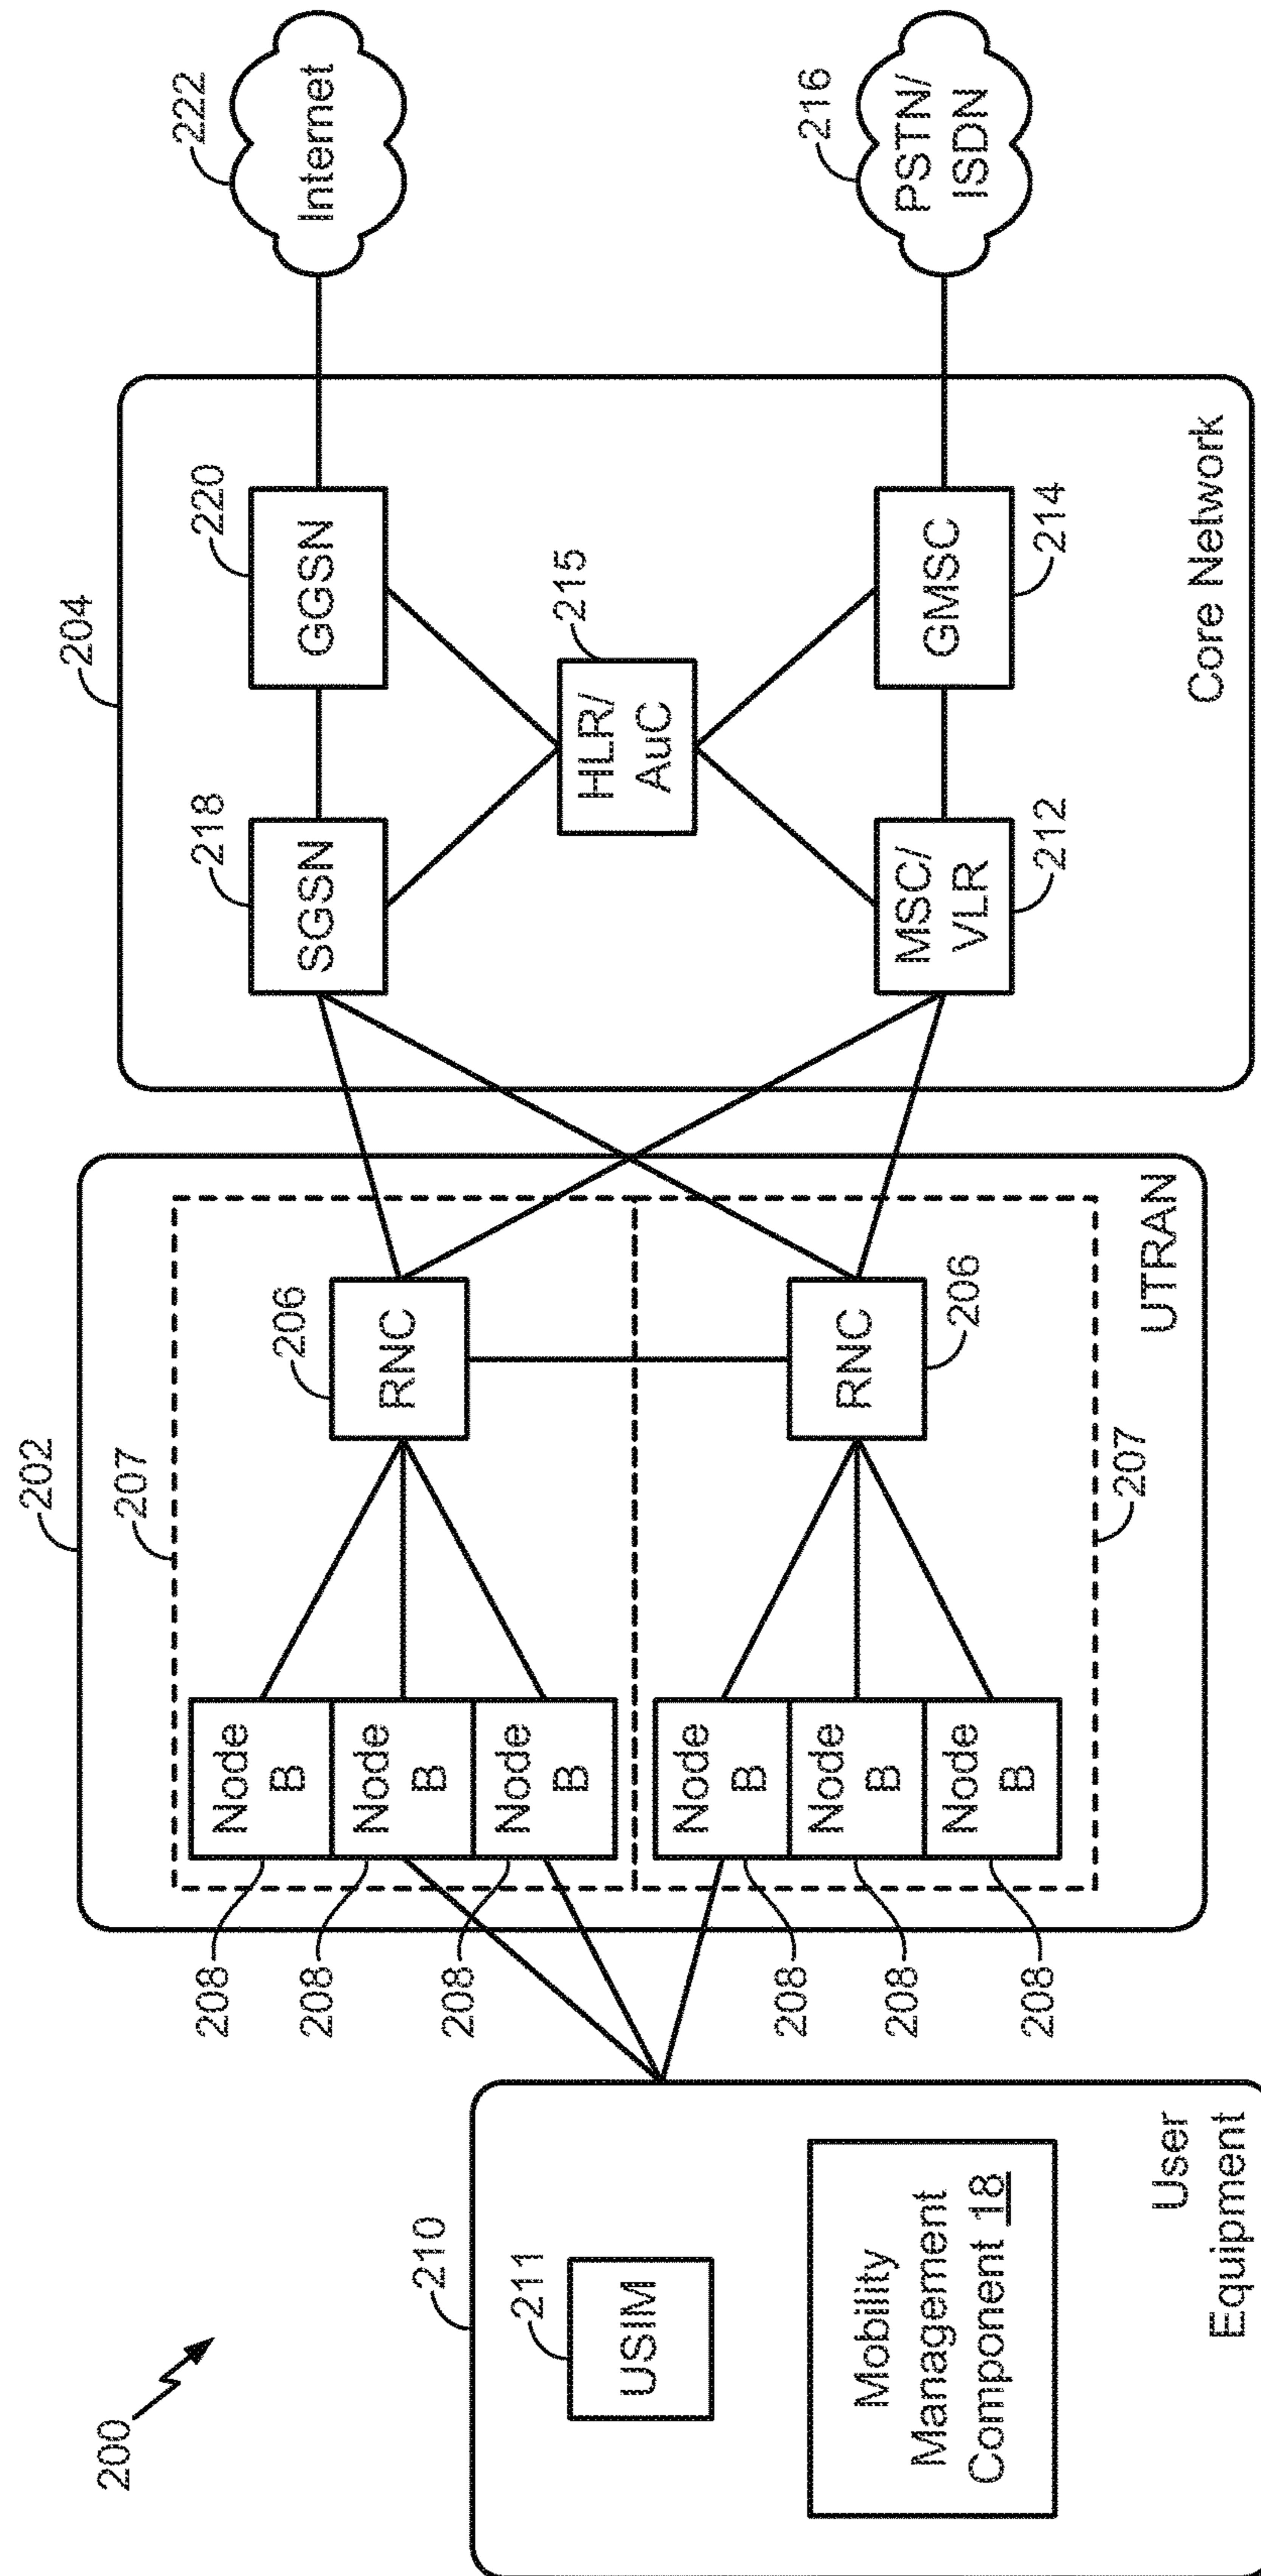 200
210
211
USIM
Mobility
Management
Component 18
User
Equipment
202
207
208
Node
B
208
Node
B
208
Node
B
206
RNC
208
Node
B
208
Node
B
208
Node
B
RNC
206
207
UTRAN
204
218
SGSN
220
GGSN
215
HLR/
AuC
MSC/
VLR
212
GMSC
214
Core Network
222
Internet
216
PSTN/
ISDN